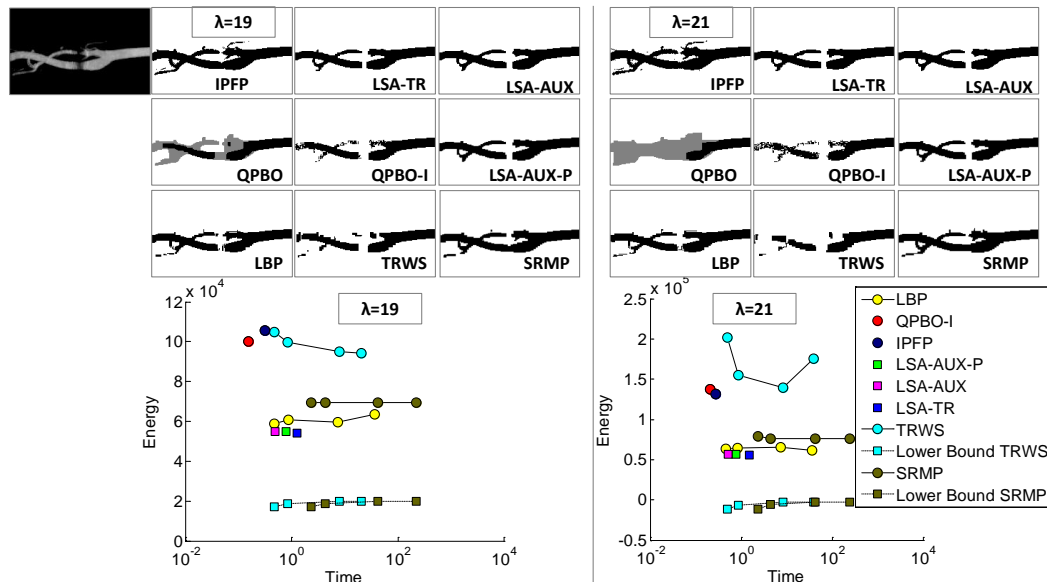 λ=19
IPFP
LSA-TR
LSA-AUX
QPBO
QPBO-I
LSA-AUX-P
LBP
TRWS
SRMP
x 10^4
λ=19
12
10
8
6
4
2
0
Energy
10^-2
10^0
10^2
10^4
Time
λ=21
IPFP
LSA-TR
LSA-AUX
QPBO
QPBO-I
LSA-AUX-P
LBP
TRWS
SRMP
x 10^5
λ=21
2.5
2
1.5
1
0.5
0
-0.5
Energy
10^-2
10^0
10^2
10^4
Time
LBP
QPBO-I
IPFP
LSA-AUX-P
LSA-AUX
LSA-TR
TRWS
Lower Bound TRWS
SRMP
Lower Bound SRMP